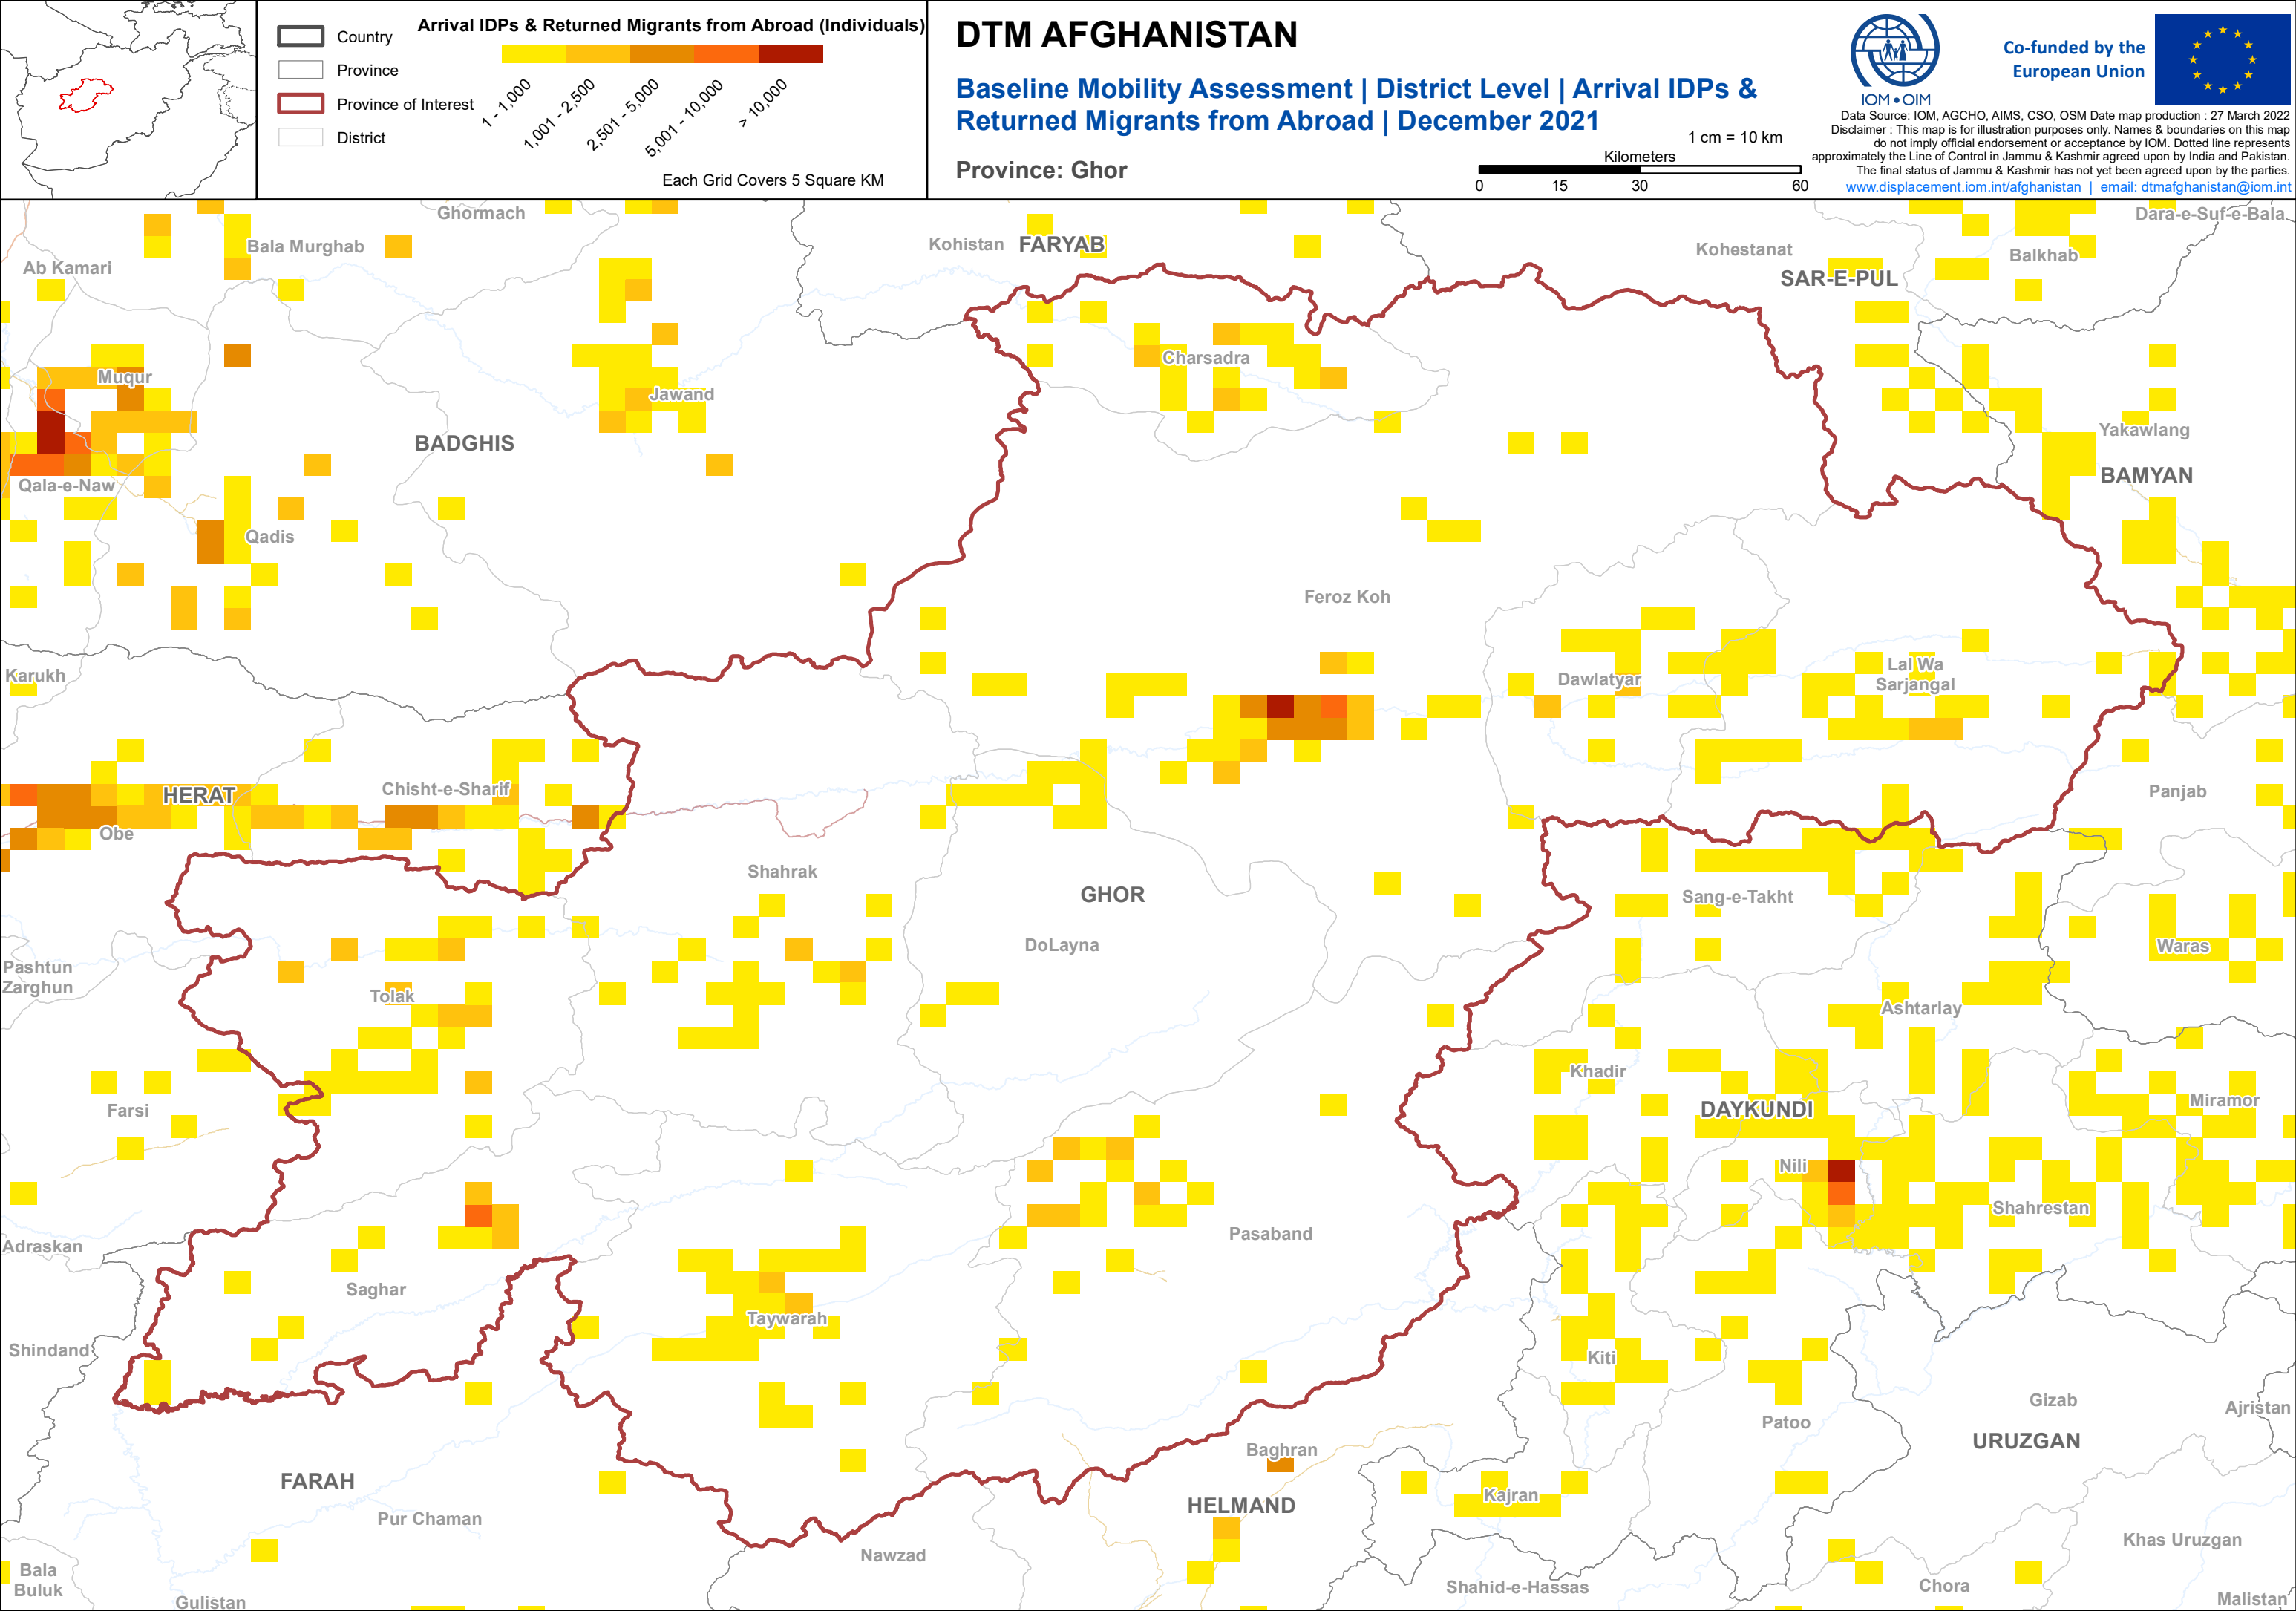 Country
Province
Province of Interest
District
Arrival IDPs & Returned Migrants from Abroad (Individuals)
1 - 1,000
1,001 - 2,500
2,501 - 5,000
5,001 - 10,000
> 10,000
Each Grid Covers 5 Square KM
DTM AFGHANISTAN
Baseline Mobility Assessment | District Level | Arrival IDPs &
Returned Migrants from Abroad | December 2021
Province: Ghor
1 cm = 10 km
Kilometers
0 15 30 60
IOM • OIM
Co-funded by the
European Union
Data Source: IOM, AGCHO, AIMS, CSO, OSM Date map production : 27 March 2022
Disclaimer : This map is for illustration purposes only. Names & boundaries on this map
do not imply official endorsement or acceptance by IOM. Dotted line represents
approximately the Line of Control in Jammu & Kashmir agreed upon by India and Pakistan.
The final status of Jammu & Kashmir has not yet been agreed upon by the parties.
www.displacement.iom.int/afghanistan | email: dtmafghanistan@iom.int
Ghormach
Dara-e-Suf-e-Bala
Bala Murghab
Kohistan
FARYAB
Kohestanat
Balkhab
Ab Kamari
SAR-E-PUL
Charsadra
Muqur
Jawand
Yakawlang
BADGHIS
BAMYAN
Qala-e-Naw
Qadis
Feroz Koh
Karukh
Dawlatyar
Lal Wa
Sarjangal
HERAT
Chisht-e-Sharif
Panjab
Obe
Shahrak
GHOR
Sang-e-Takht
DoLayna
Waras
Pashtun
Zarghun
Tolak
Ashtarlay
Khadir
Farsi
DAYKUNDI
Miramor
Nili
Shahrestan
Adraskan
Pasaband
Saghar
Taywarah
Shindand
Kiti
Gizab
Ajristan
Patoo
URUZGAN
Baghran
FARAH
Kajran
HELMAND
Pur Chaman
Khas Uruzgan
Nawzad
Bala
Buluk
Shahid-e-Hassas
Chora
Gulistan
Malistan